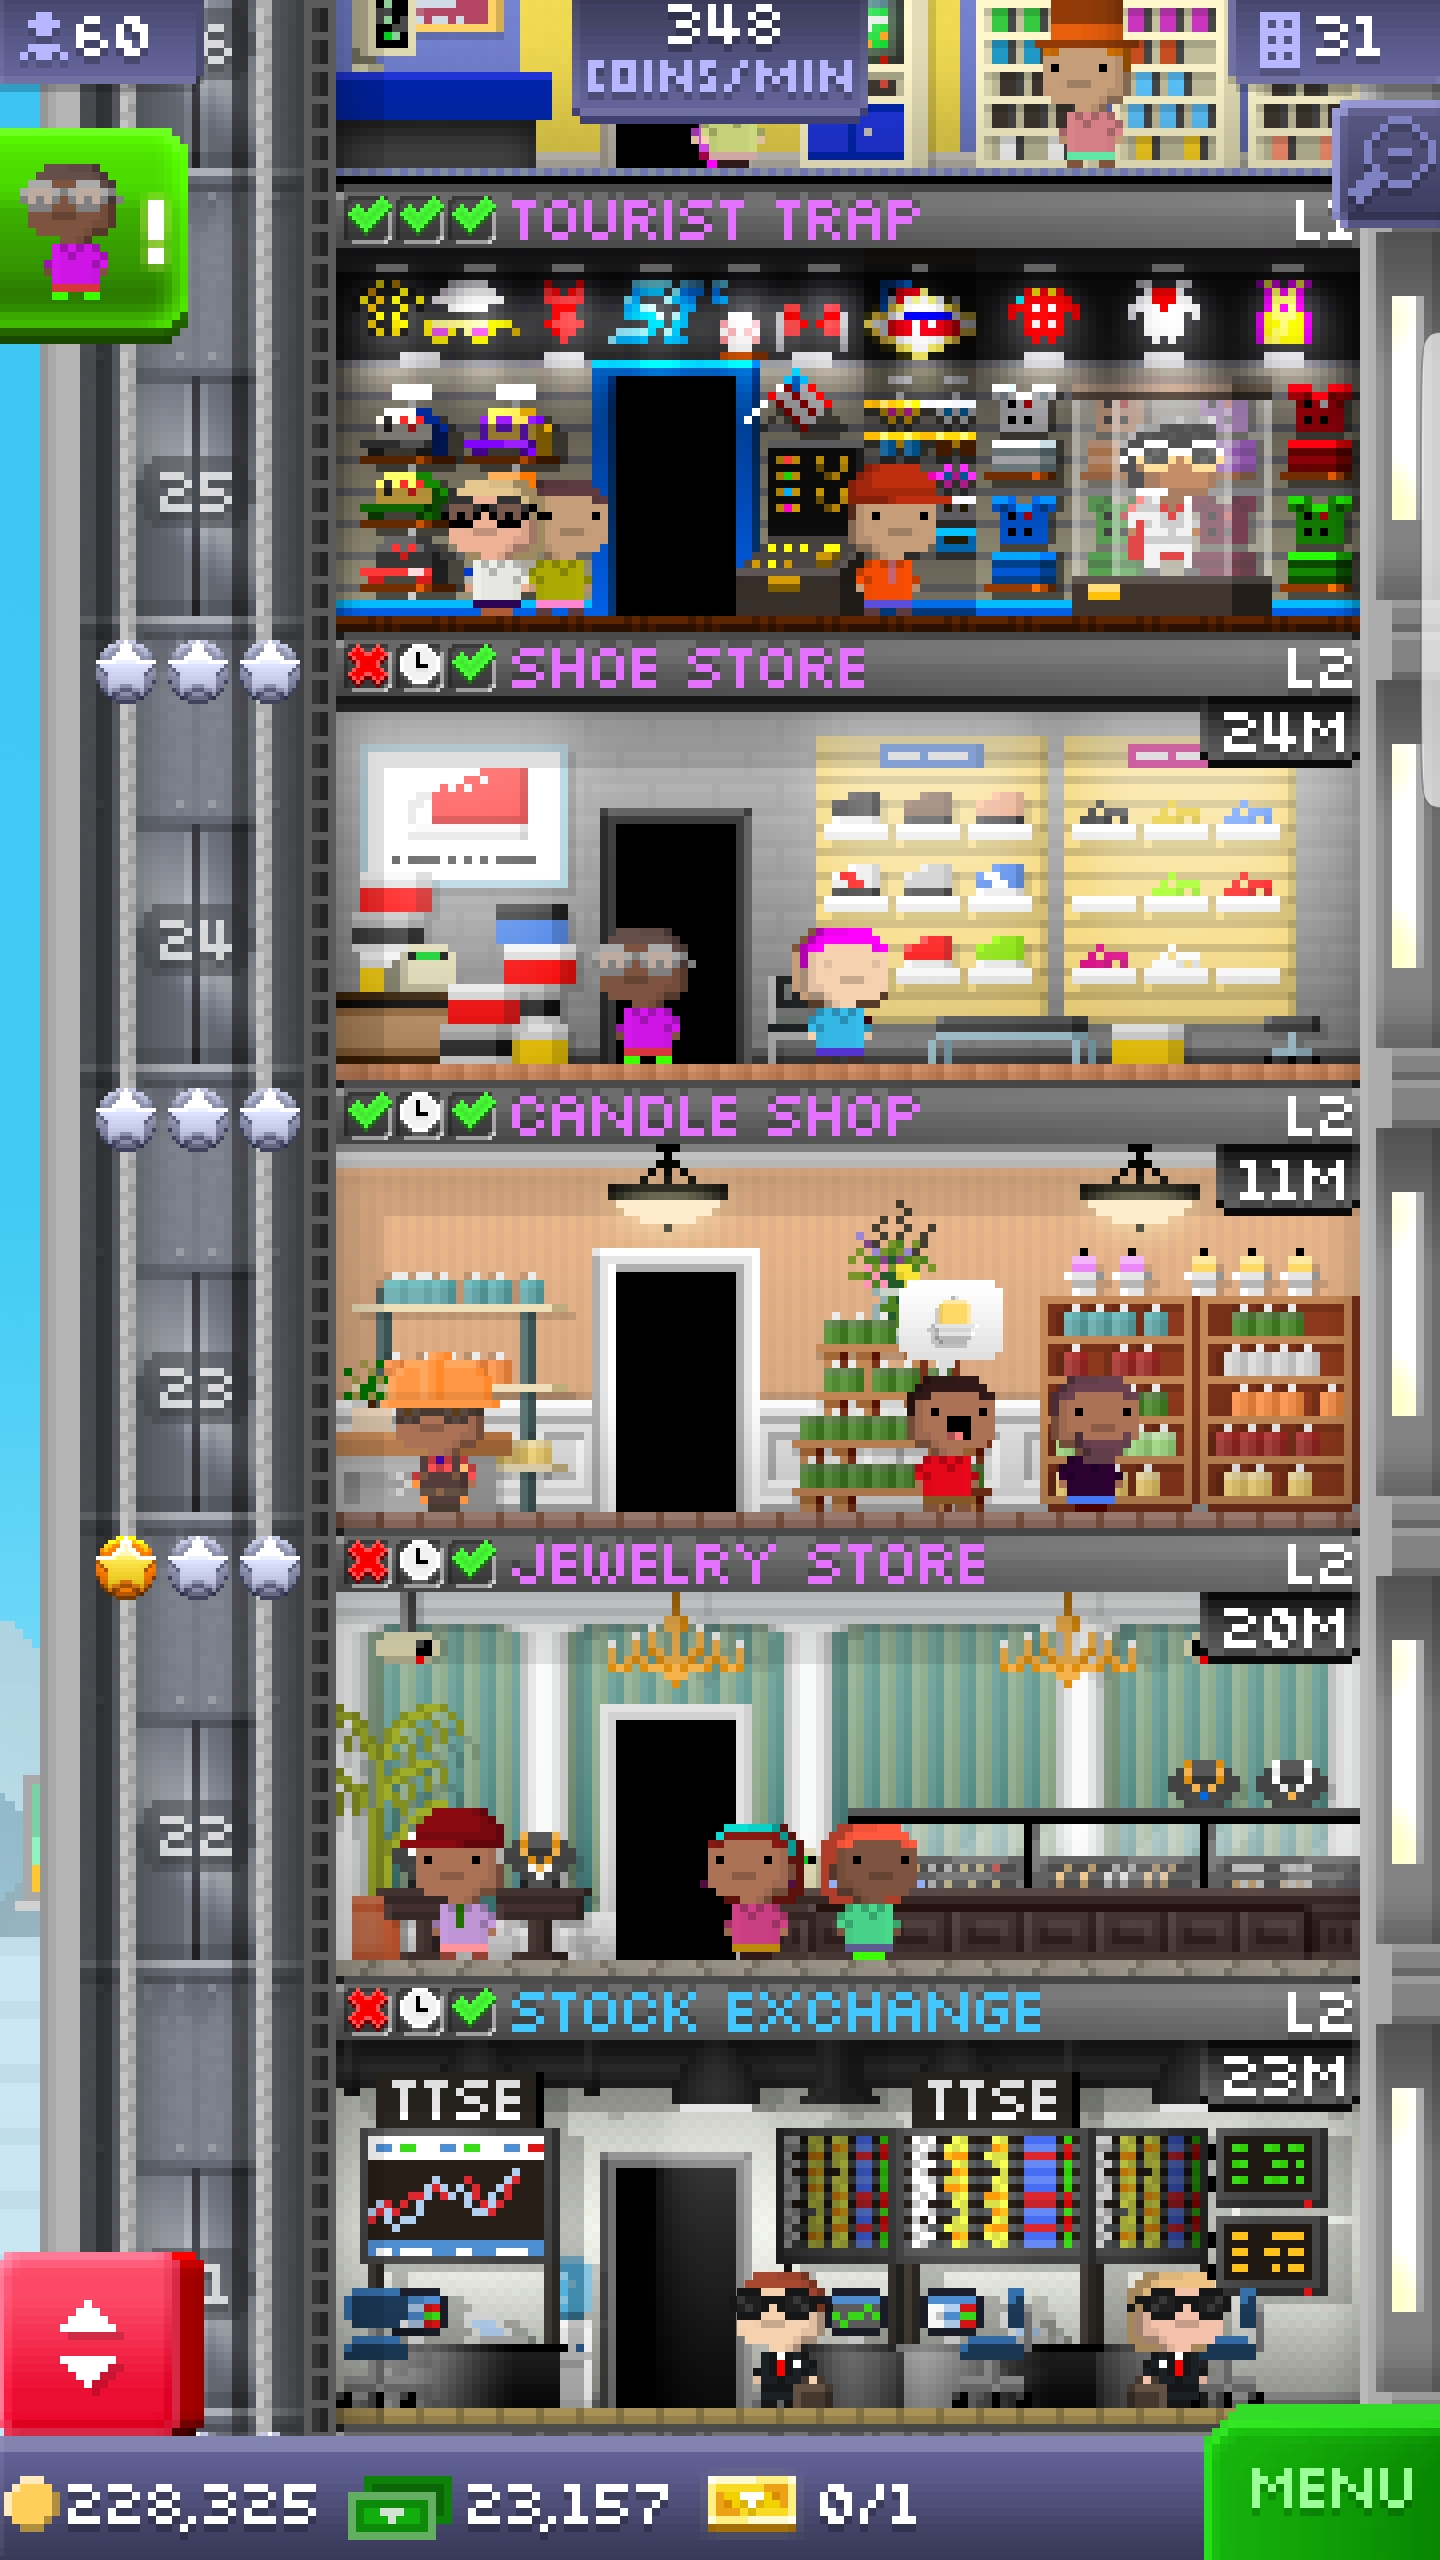 60
348
COINS/MIN
31
TOURIST TRAP
25
SHOE STORE L2
24M
24
CANDLE SHOP L2
11M
23
JEWELRY STORE L2
20M
22
STOCK EXCHANGE L2
23M
TTSE TTSE
228,325 23,157 0/1
MENU